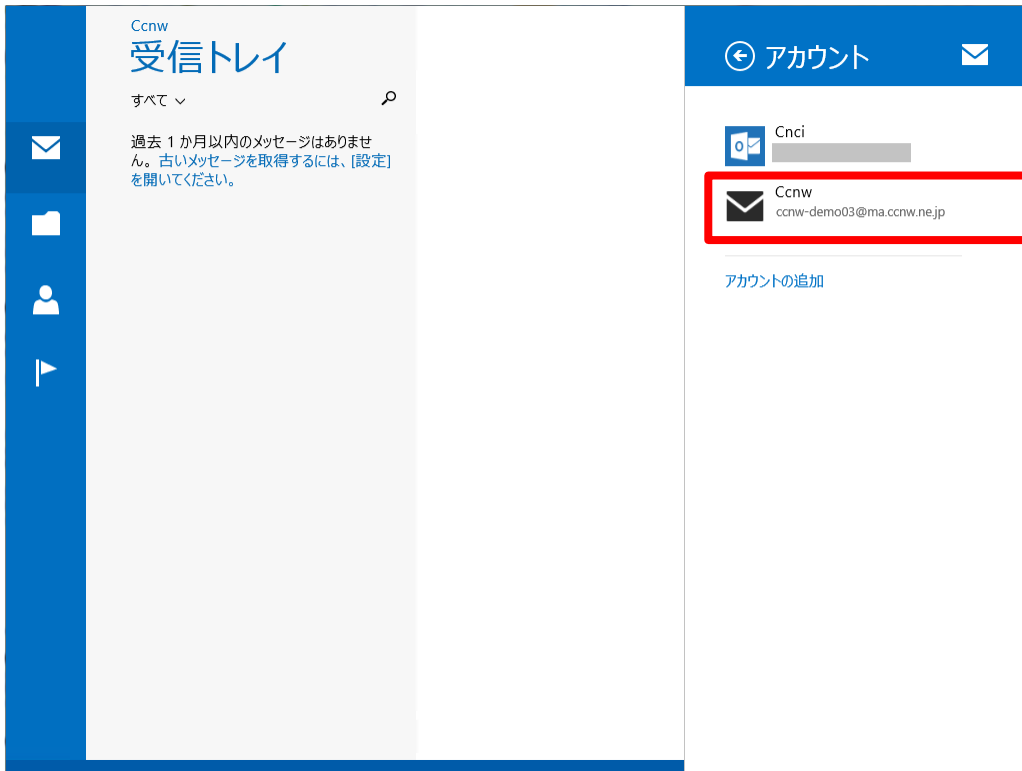 Ccnw
受信トレイ
すべて
過去 1 か月以内のメッセージはありませ
ん。古いメッセージを取得するには、[設定]
を開いてください。
アカウント
Cnci
Ccnw
ccnw-demo03@ma.ccnw.ne.jp
アカウントの追加